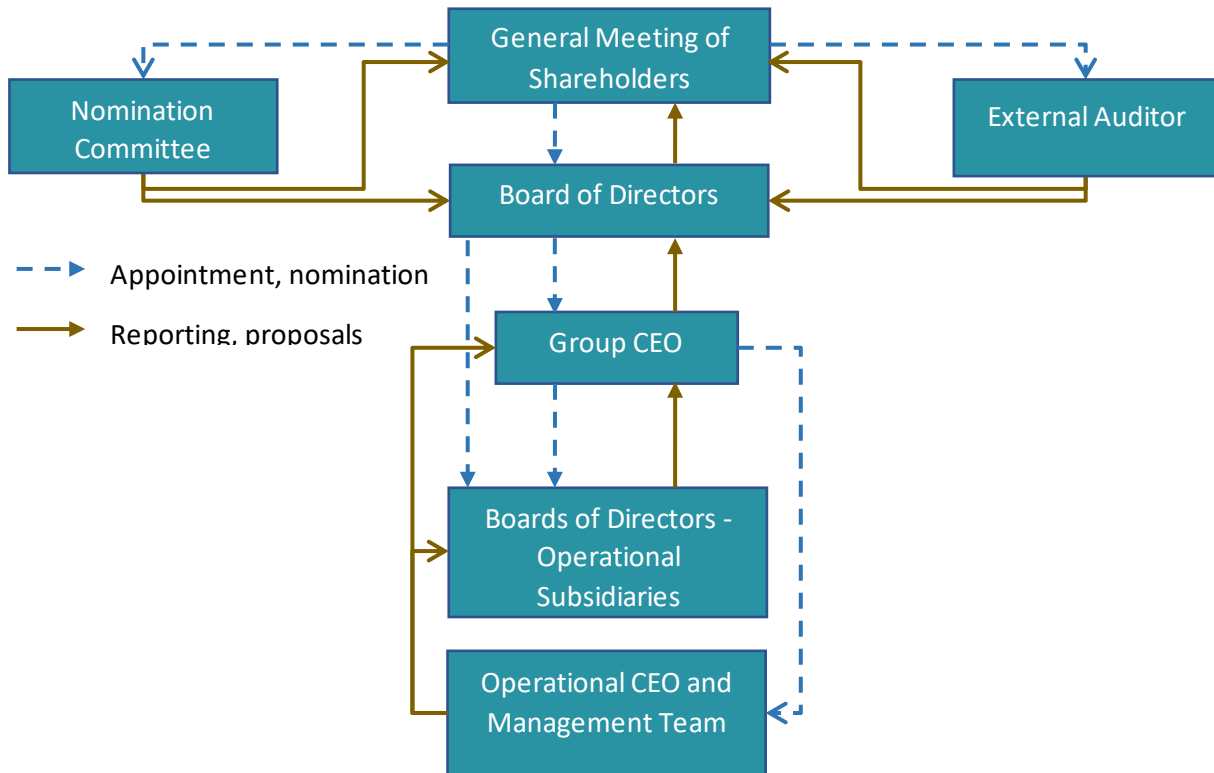 General Meeting of
Shareholders
Nomination
Committee
External Auditor
Board of Directors
Appointment, nomination
Reporting, proposals
Group CEO
Boards of Directors -
Operational
Subsidiaries
Operational CEO and
Management Team